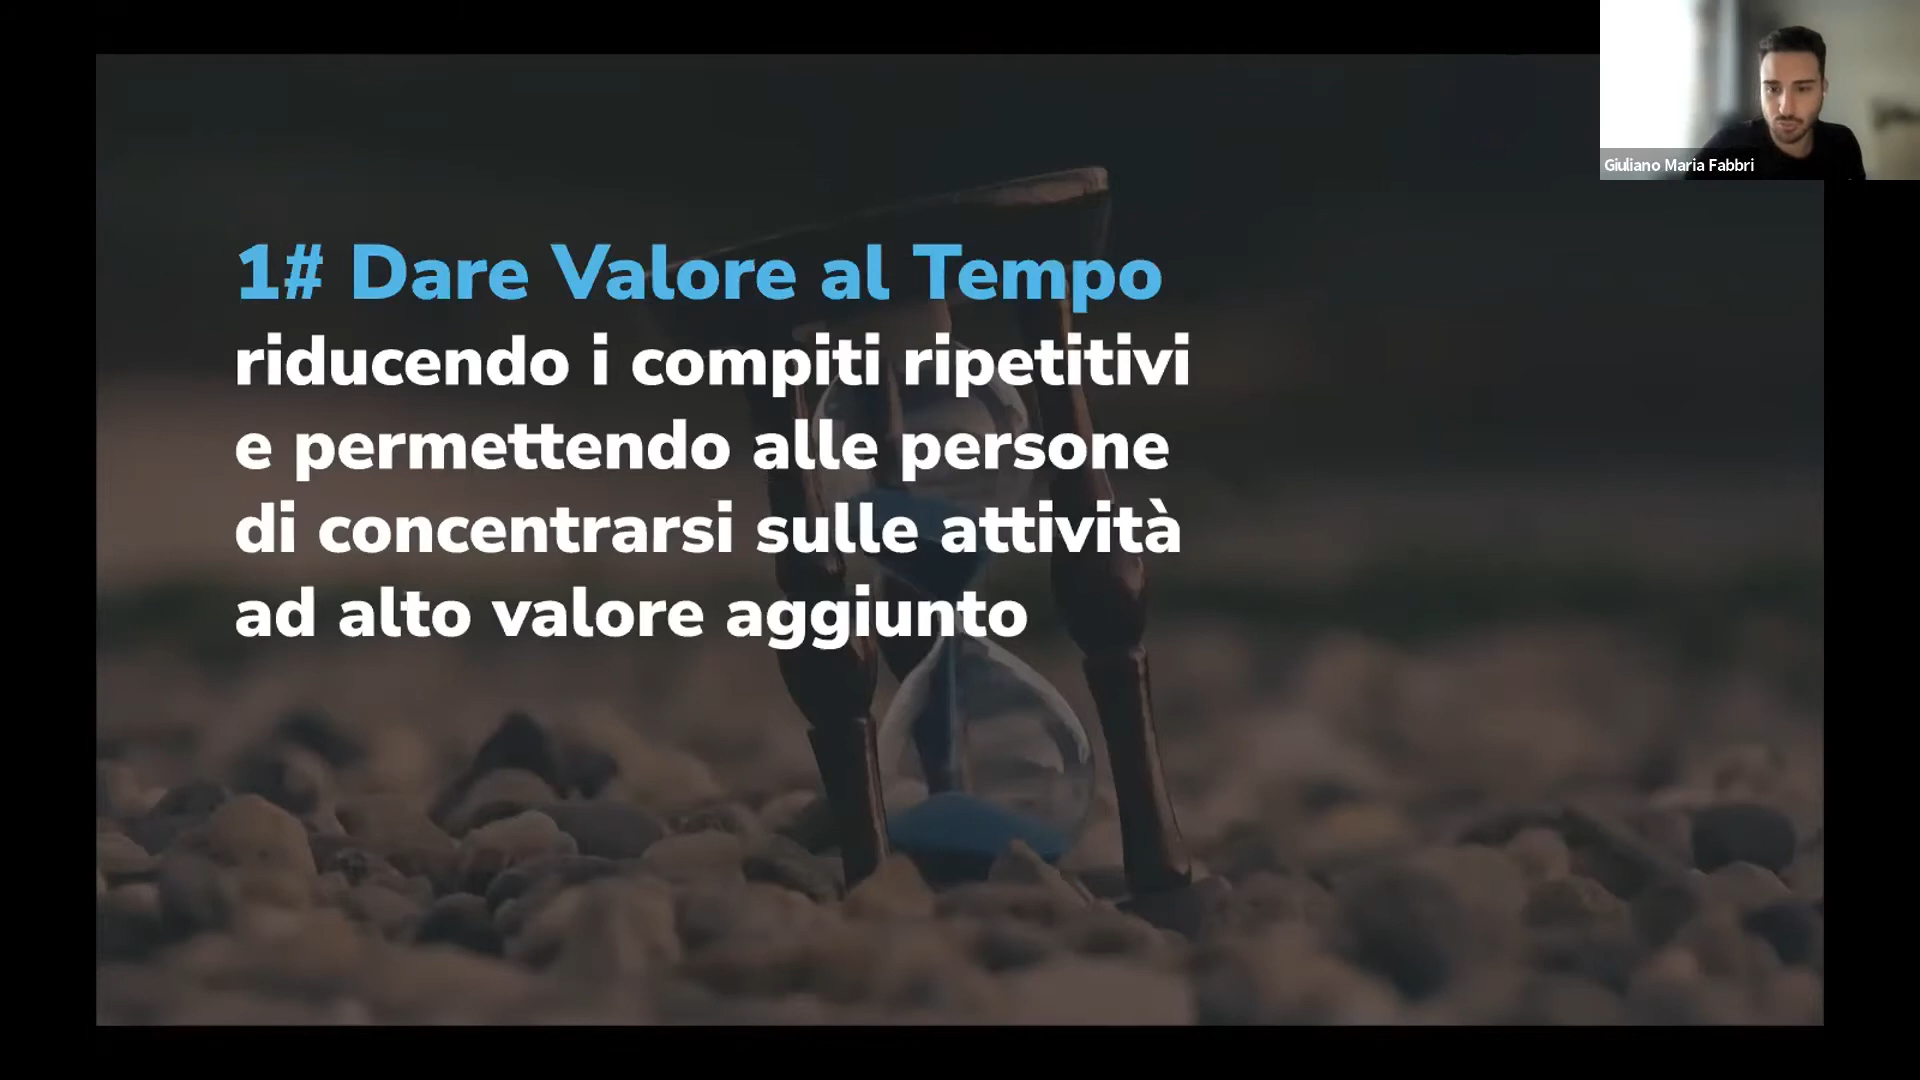 1# Dare Valore al Tempo
riducendo i compiti ripetitivi
e permettendo alle persone
di concentrarsi sulle attività
ad alto valore aggiunto
Giuliano Maria Fabbri